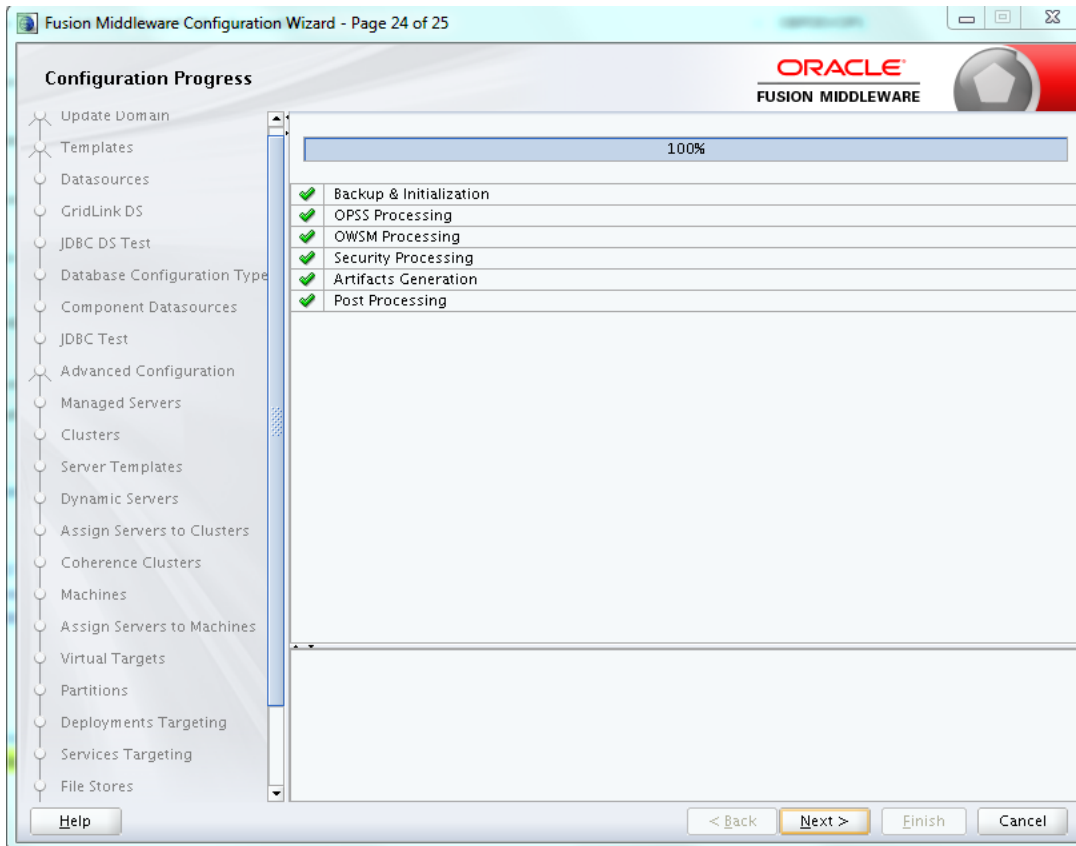 Fusion Middleware Configuration Wizard - Page 24 of 25
Configuration Progress
ORACLE
FUSION MIDDLEWARE
Update Domain
Templates
Datasources
GridLink DS
JDBC DS Test
Database Configuration Type
Component Datasources
JDBC Test
Advanced Configuration
Managed Servers
Clusters
Server Templates
Dynamic Servers
Assign Servers to Clusters
Coherence Clusters
Machines
Assign Servers to Machines
Virtual Targets
Partitions
Deployments Targeting
Services Targeting
File Stores
100%
Backup & Initialization
OPSS Processing
OWSM Processing
Security Processing
Artifacts Generation
Post Processing
Help
< Back
Next >
Finish
Cancel